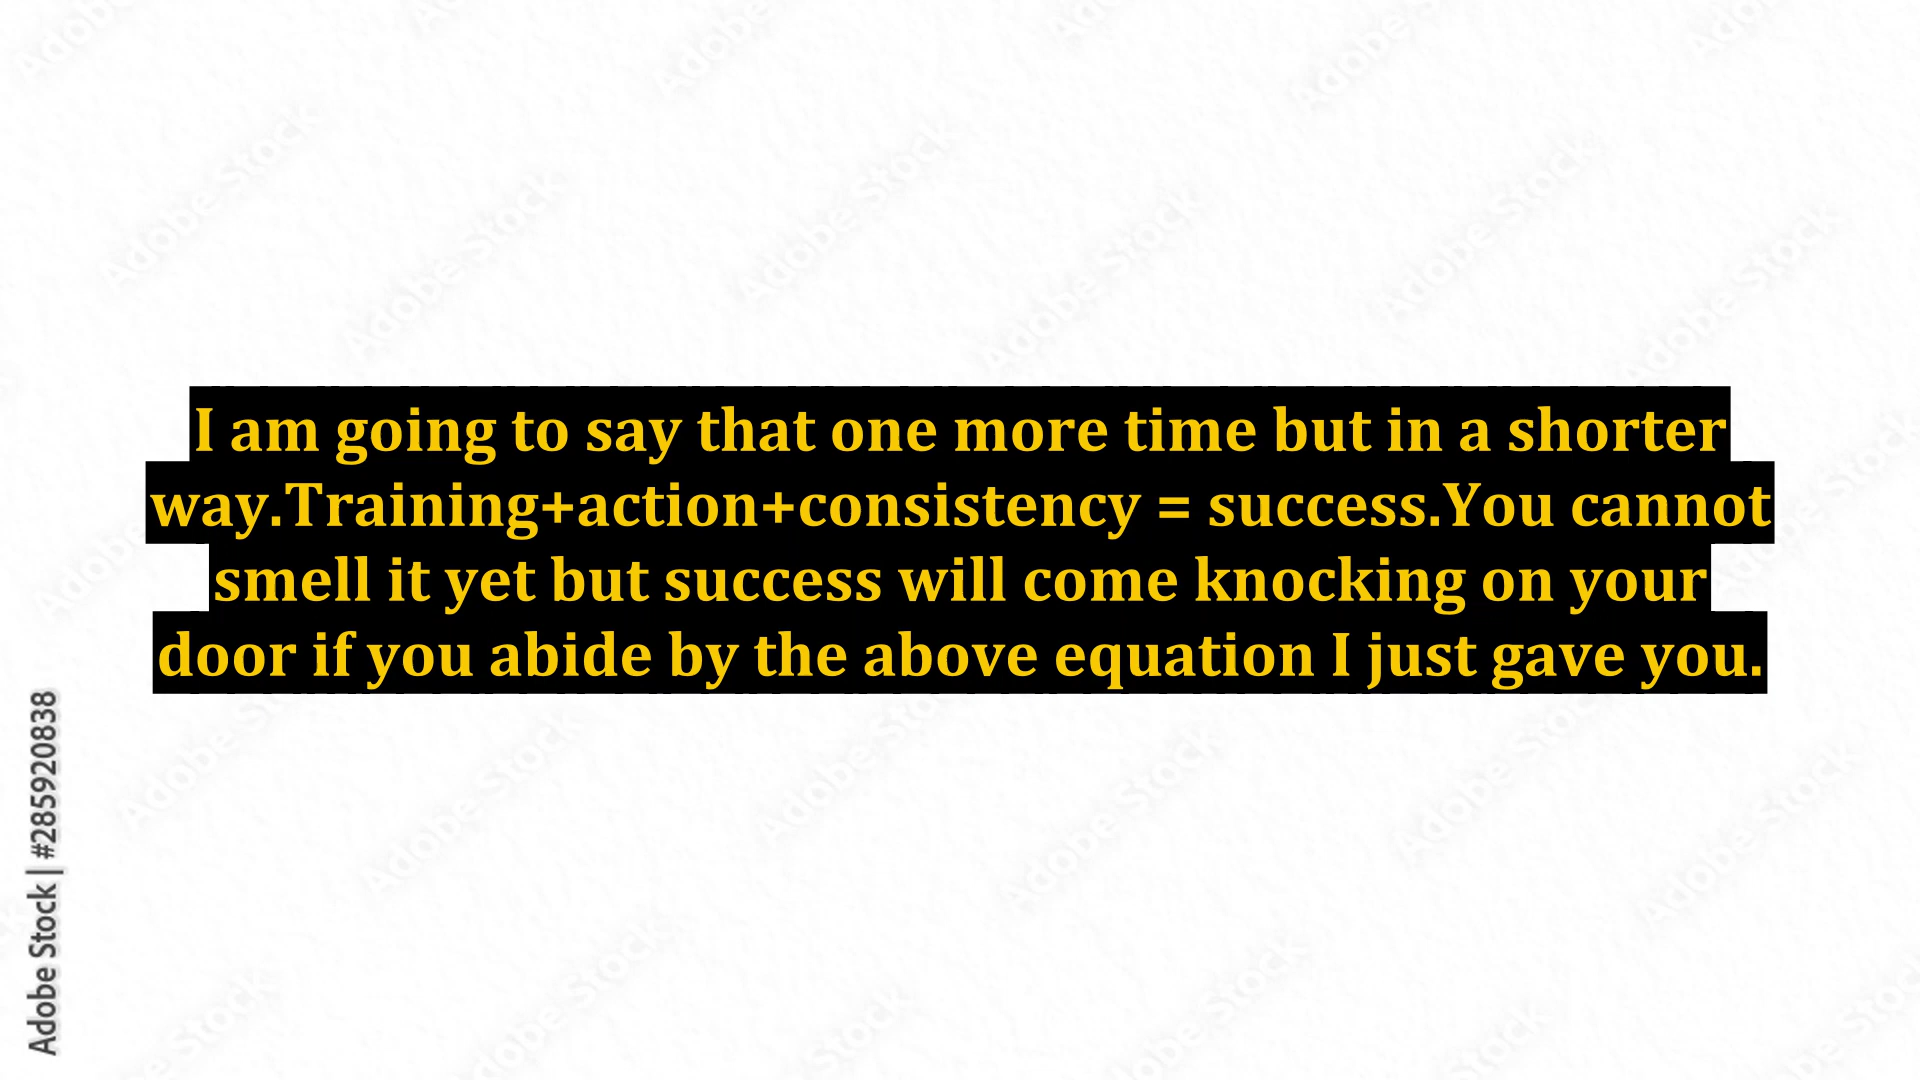 I am going to say that one more time but in a shorter
way.Training+action+consistency = success.You cannot
smell it yet but success will come knocking on your
door if you abide by the above equation I just gave you.
Adobe Stock | #285920838